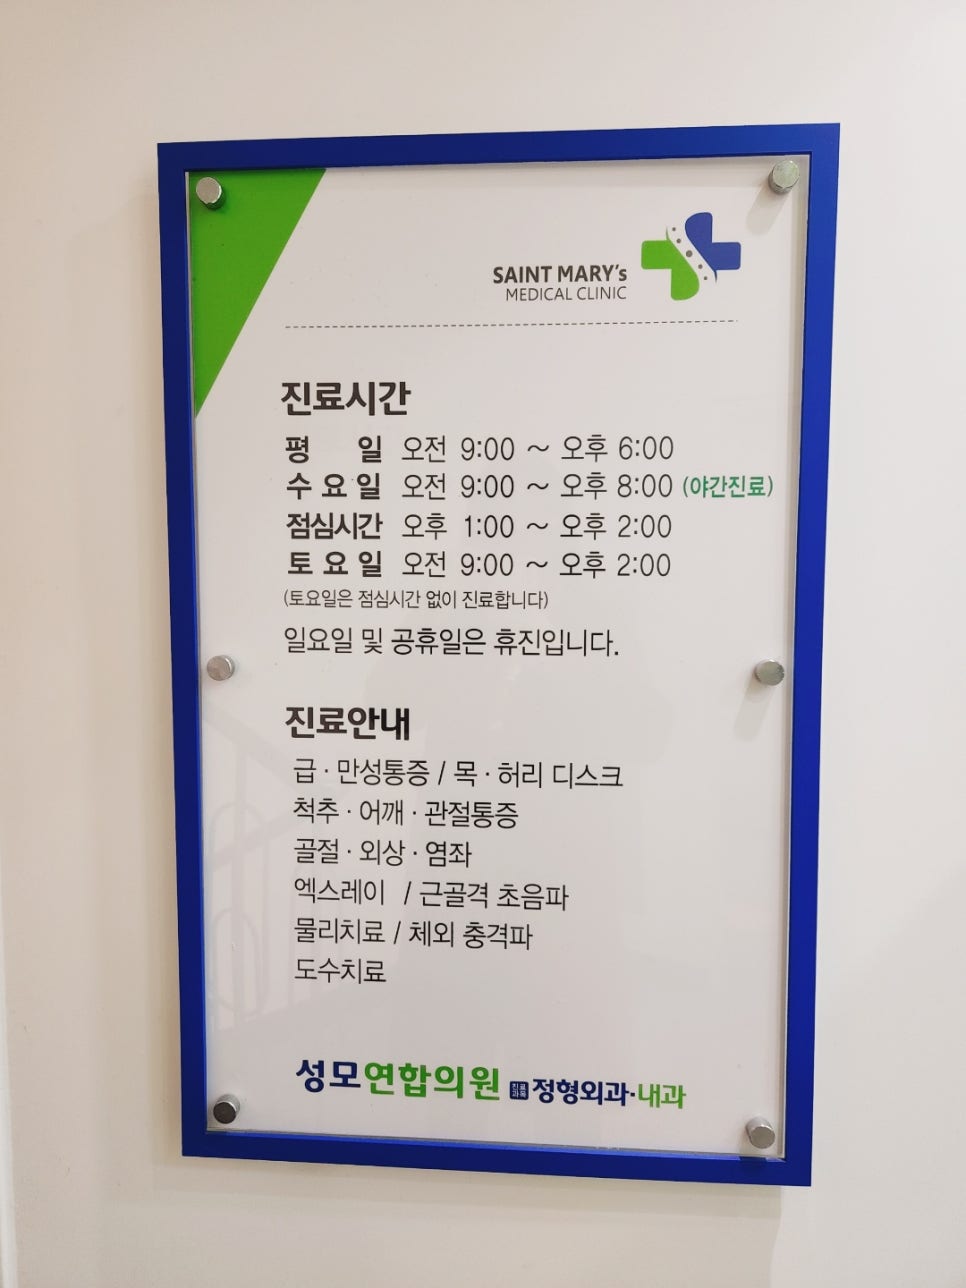 SAINT MARY's
MEDICAL CLINIC
진료시간
평 일 오전 9:00 ~ 오후 6:00
수요일 오전 9:00 ~ 오후 8:00 (야간진료)
점심시간 오후 1:00 ~ 오후 2:00
토요일 오전 9:00 ~ 오후 2:00
(토요일은 점심시간 없이 진료합니다)
일요일 및 공휴일은 휴진입니다.
진료안내
급·만성통증 / 목·허리 디스크
척추·어깨·관절통증
골절·외상·염좌
엑스레이 / 근골격 초음파
물리치료 / 체외 충격파
도수치료
성모연합의원 진료과목 정형외과·내과